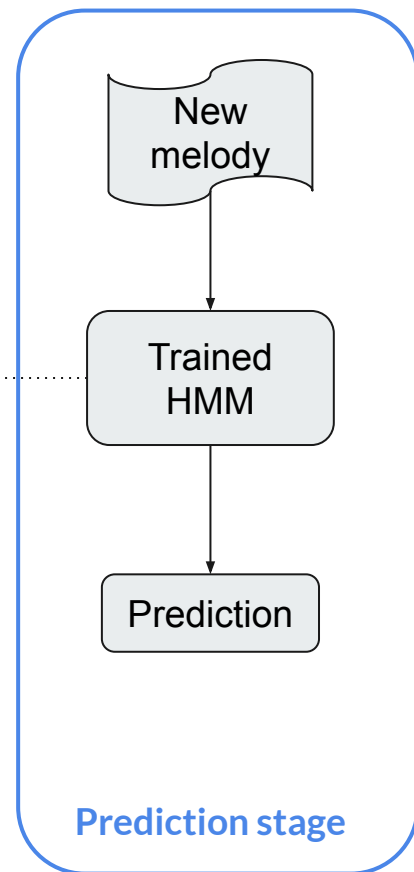 New
melody
Trained
HMM
Prediction
Prediction stage